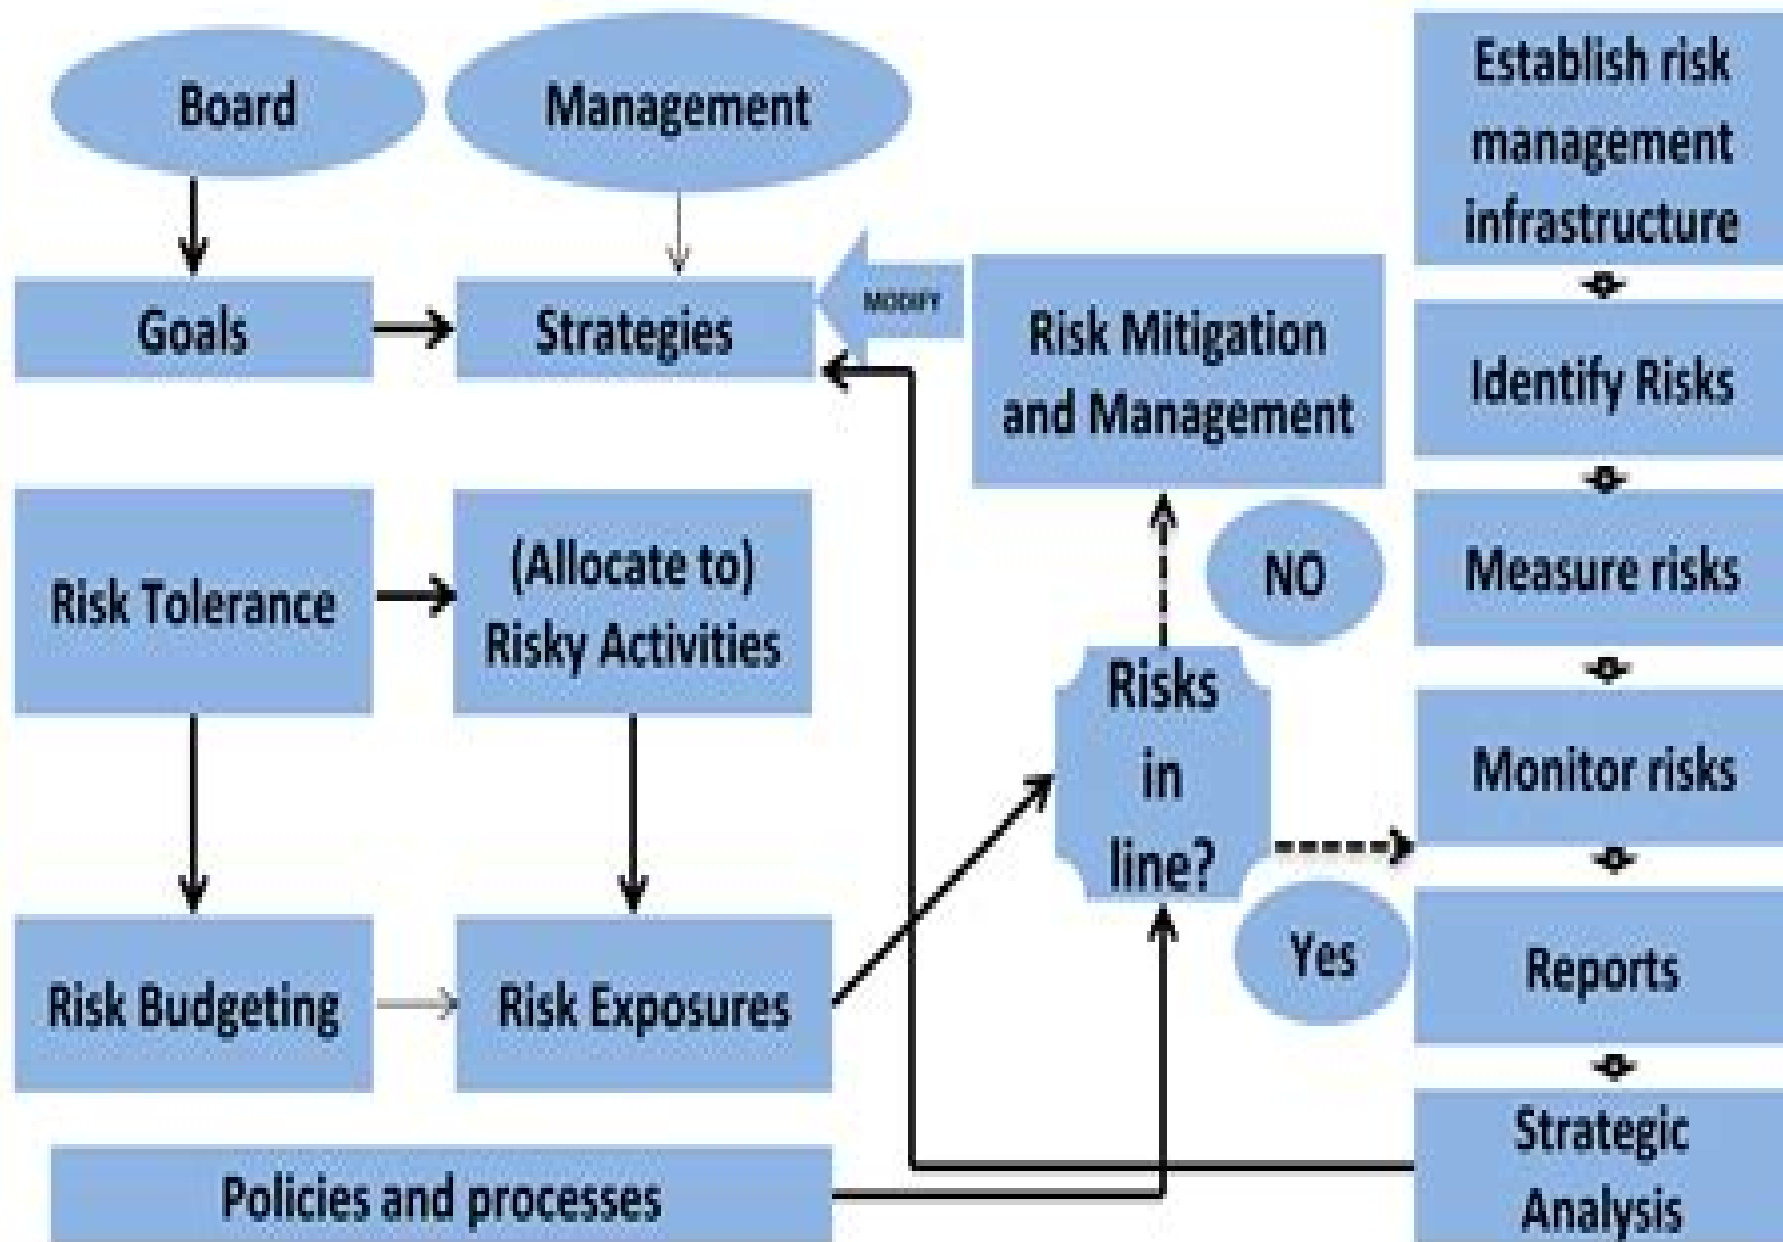 Board
Management
Goals
Strategies
MODIFY
Risk Mitigation
and Management
Risk Tolerance
(Allocate to)
Risky Activities
Risk Budgeting
Risk Exposures
Policies and processes
Risks
in
line?
NO
Yes
Establish risk
management
infrastructure
Identify Risks
Measure risks
Monitor risks
Reports
Strategic
Analysis